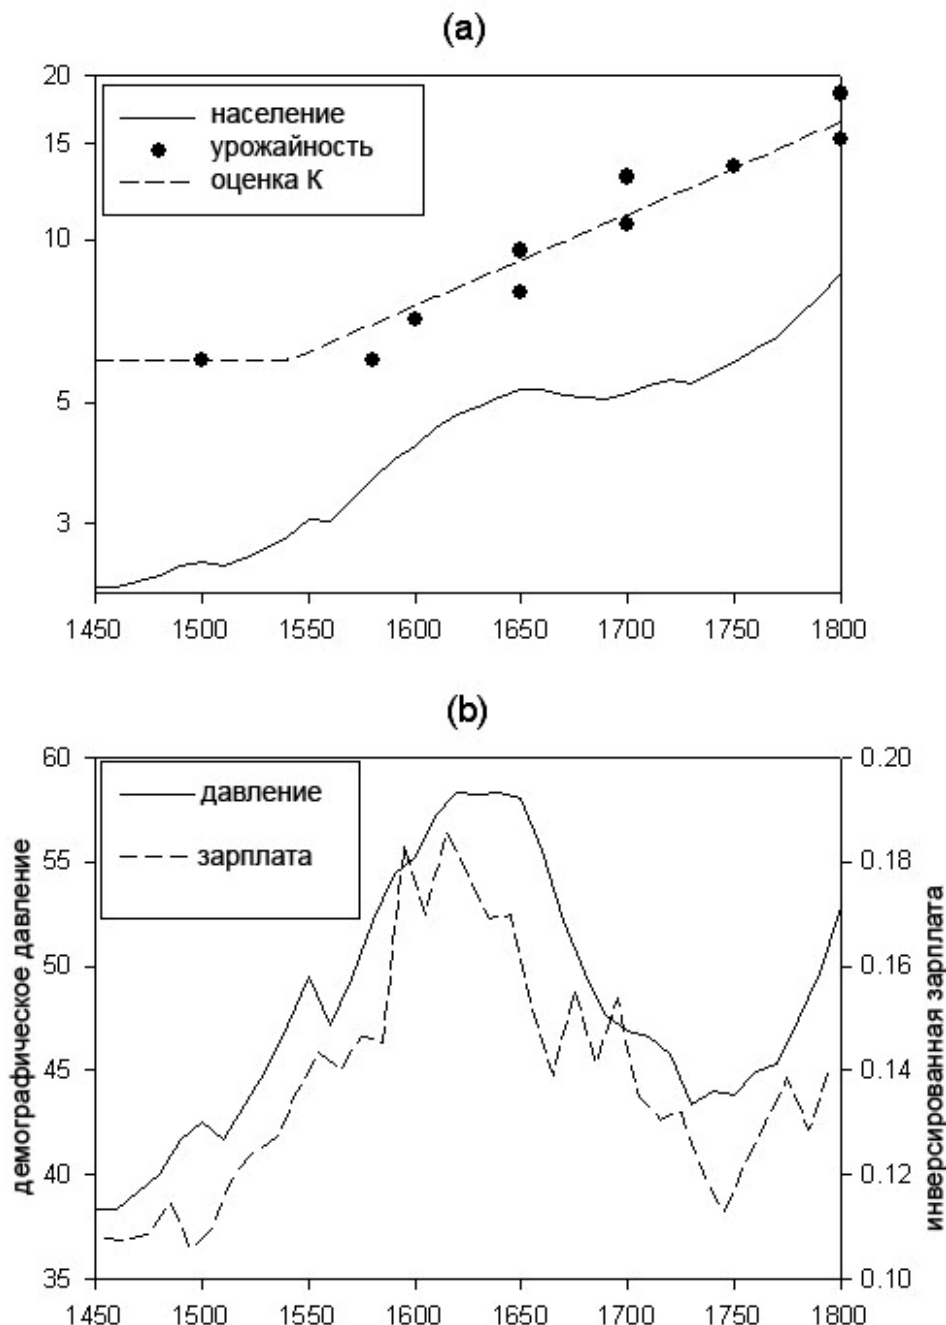 (a)
20
15
10
5
3
население
урожайность
оценка К
1450 1500 1550 1600 1650 1700 1750 1800
(b)
60
55
50
45
40
35
демографическое давление
давление
зарплата
0.20
0.18
0.16
0.14
0.12
0.10
инверсированная зарплата
1450 1500 1550 1600 1650 1700 1750 1800